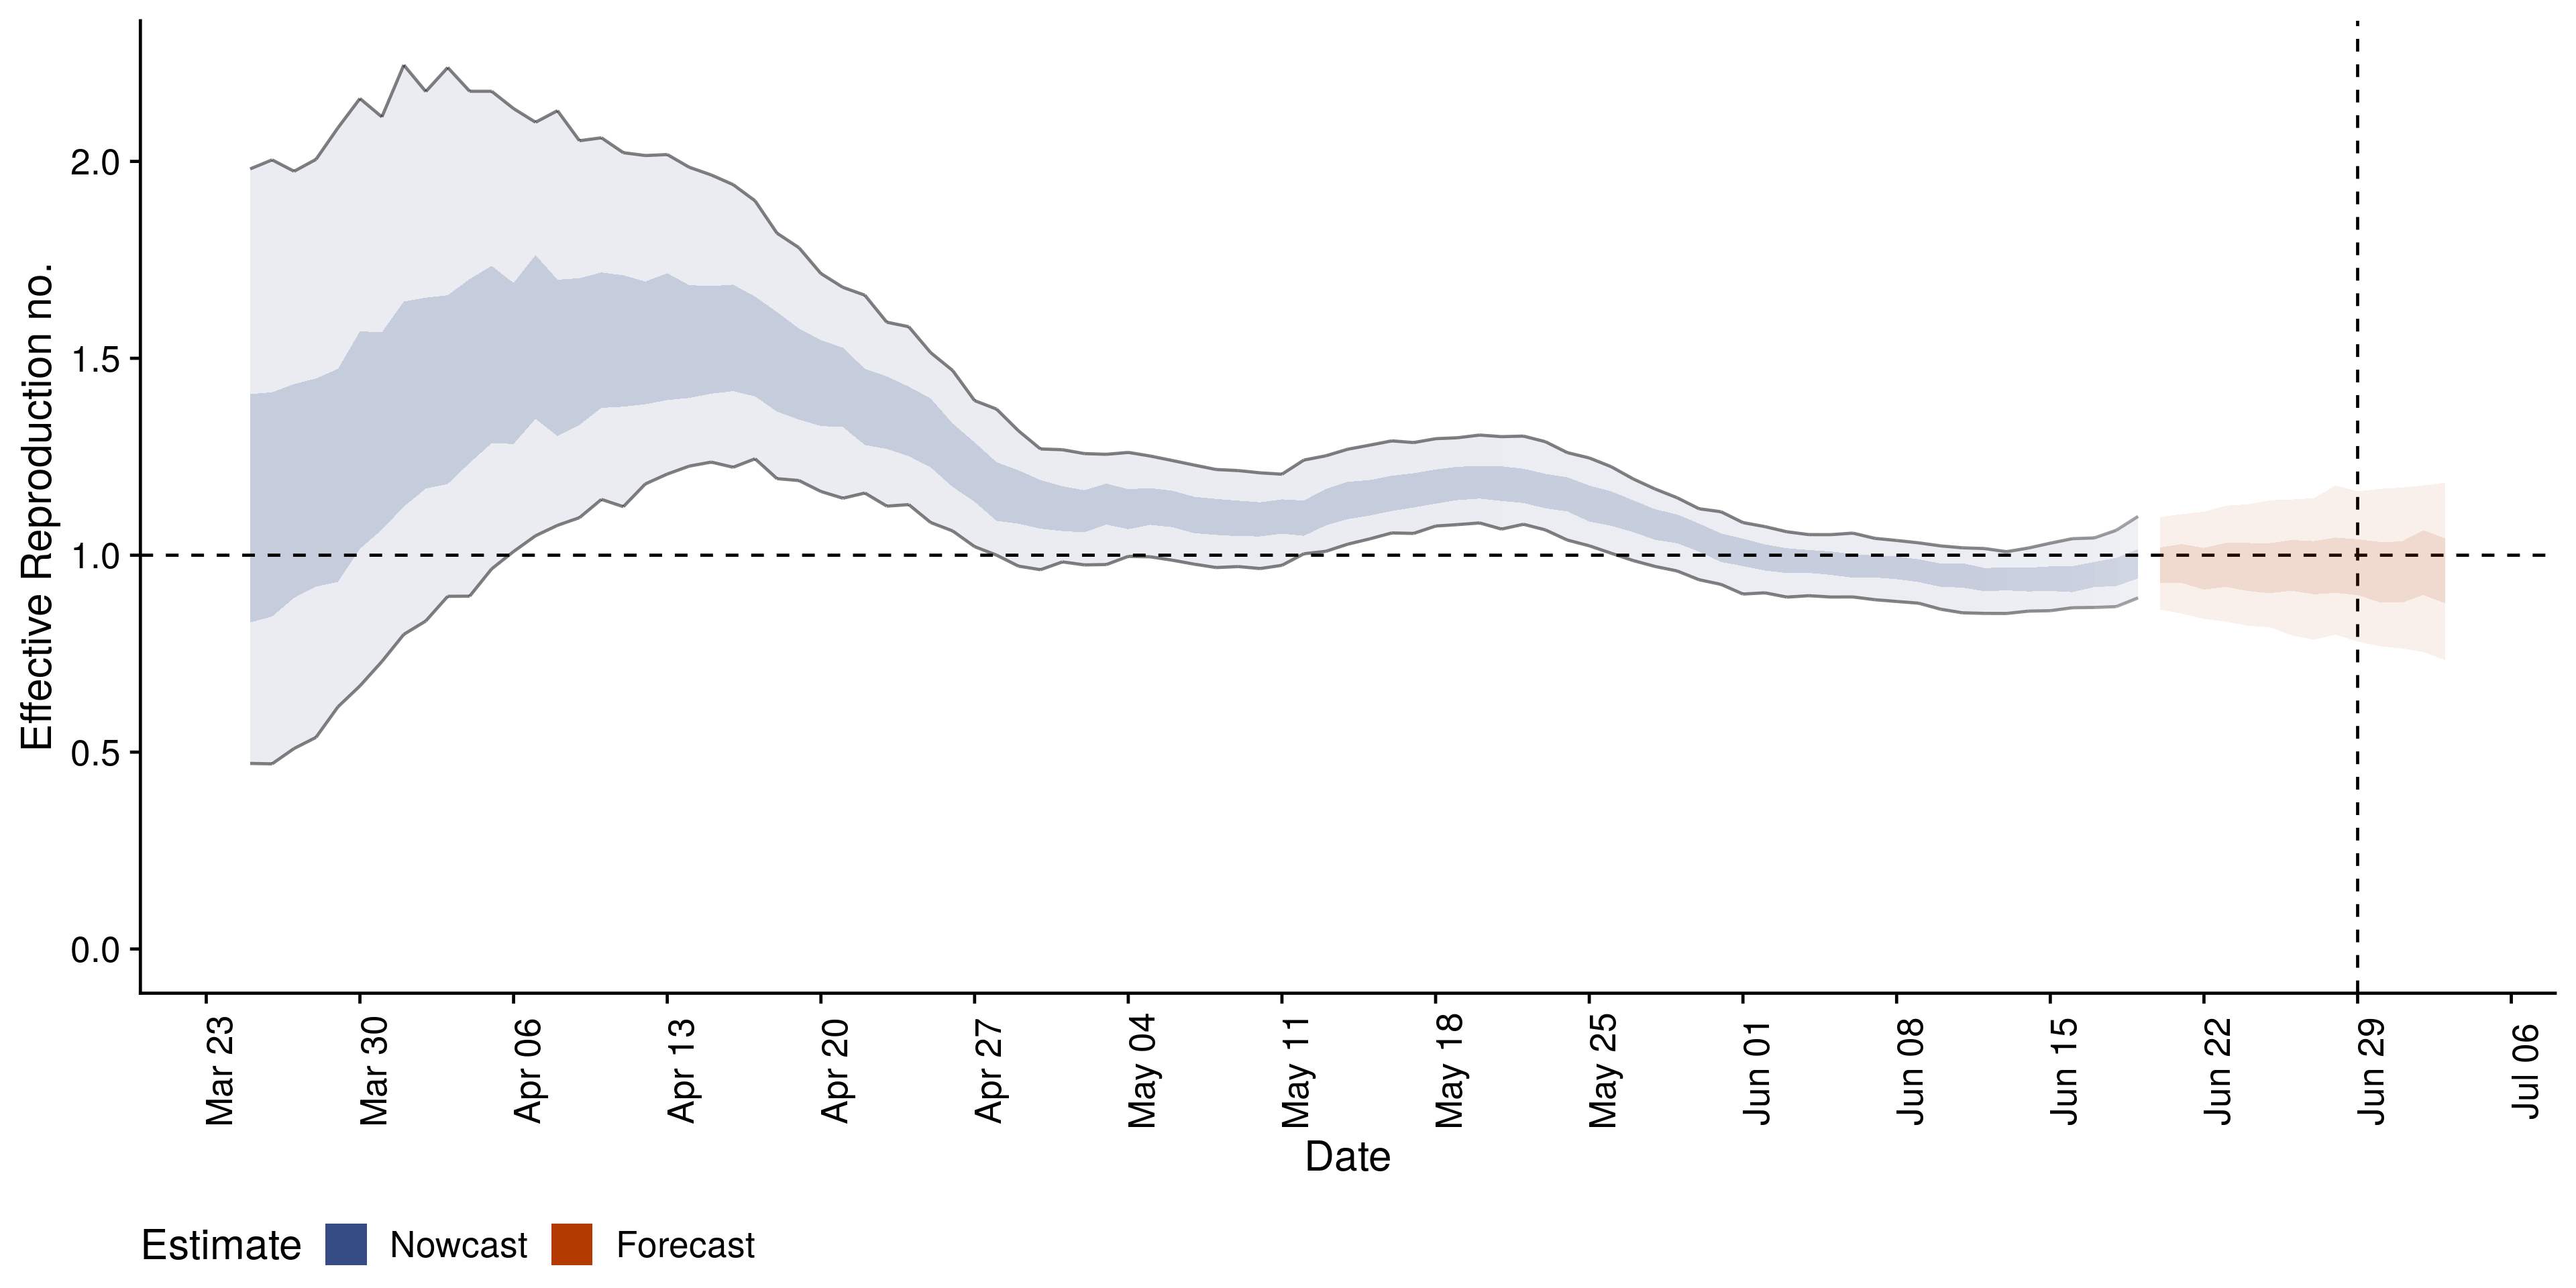 Effective Reproduction no.
2.0
1.5
1.0
0.5
0.0
Mar 23
Mar 30
Apr 06
Apr 13
Apr 20
Apr 27
May 04
May 11
May 18
May 25
Jun 01
Jun 08
Jun 15
Jun 22
Jun 29
Jul 06
Date
Estimate Nowcast Forecast